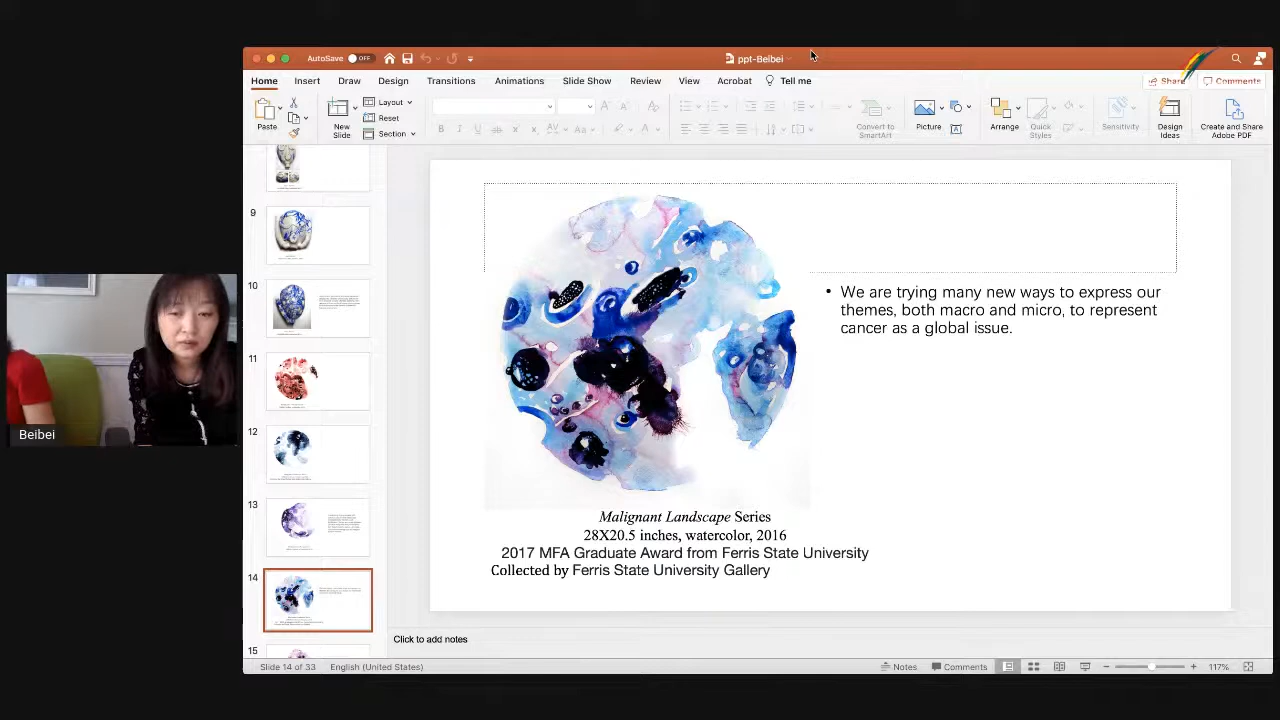 AutoSave OFF
ppt-Beibei
Home Insert Draw Design Transitions Animations Slide Show Review View Acrobat Tell me
Share Comments
Paste
New Slide
Layout
Reset
Section
Convert to SmartArt
Picture
Arrange
Quick Styles
Sensitivity
Design Ideas
Create and Share Adobe PDF
9
10
11
12
13
14
15
Beibei
• We are trying many new ways to express our
themes, both macro and micro, to represent
cancer as a global issue.
Malignant Landscape Series
28X20.5 inches, watercolor, 2016
2017 MFA Graduate Award from Ferris State University
Collected by Ferris State University Gallery
Click to add notes
Slide 14 of 33 English (United States) Notes Comments 117%